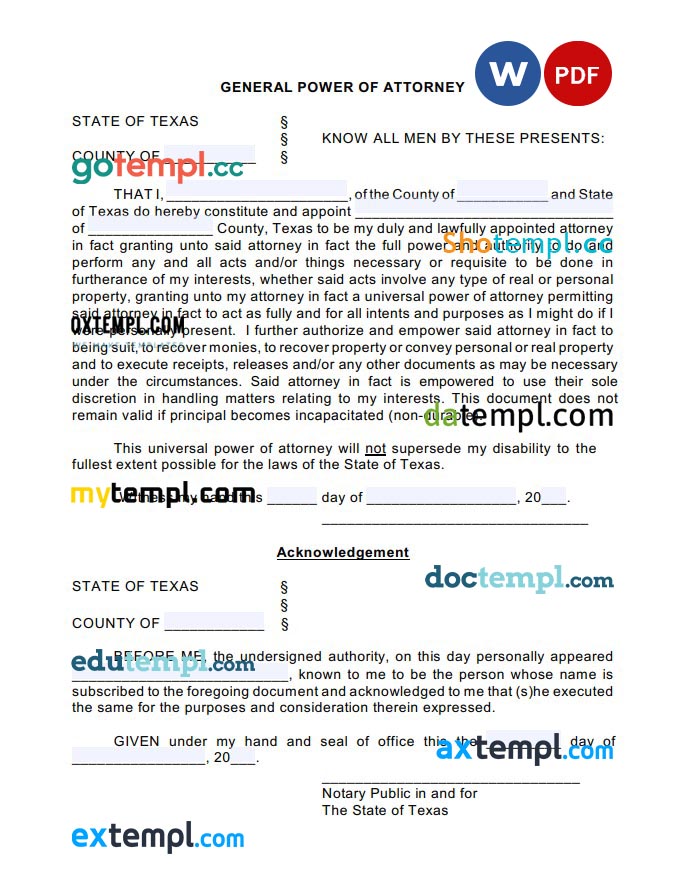 W PDF
GENERAL POWER OF ATTORNEY
STATE OF TEXAS §
§ KNOW ALL MEN BY THESE PRESENTS:
COUNTY OF ____________ §
gotempl.cc
THAT I, ______________________, of the County of ___________ and State
of Texas do hereby constitute and appoint _______________________________
of _______________ County, Texas to be my duly and lawfully appointed attorney
in fact granting unto said attorney in fact the full power and authority to do and
Shotempl.cc
perform any and all acts and/or things necessary or requisite to be done in
furtherance of my interests, whether said acts involve any type of real or personal
property, granting unto my attorney in fact a universal power of attorney permitting
said attorney in fact to act as fully and for all intents and purposes as I might do if I
OXTEMPL.COM
were personally present. I further authorize and empower said attorney in fact to
being suit, to recover monies, to recover property or convey personal or real property
and to execute receipts, releases and/or any other documents as may be necessary
under the circumstances. Said attorney in fact is empowered to use their sole
discretion in handling matters relating to my interests. This document does not
remain valid if principal becomes incapacitated (non-durable).
datempl.com
This universal power of attorney will not supersede my disability to the
fullest extent possible for the laws of the State of Texas.
mytempl.com
Witness my hand this ______ day of __________________, 20___.
________________________________
Acknowledgement
doctempl.com
STATE OF TEXAS §
§
COUNTY OF ____________ §
BEFORE ME, the undersigned authority, on this day personally appeared
edutempl.com
__________________________, known to me to be the person whose name is
subscribed to the foregoing document and acknowledged to me that (s)he executed
the same for the purposes and consideration therein expressed.
GIVEN under my hand and seal of office this the _________ day of
axtempl.com
________________, 20___.
_______________________________
Notary Public in and for
The State of Texas
extempl.com